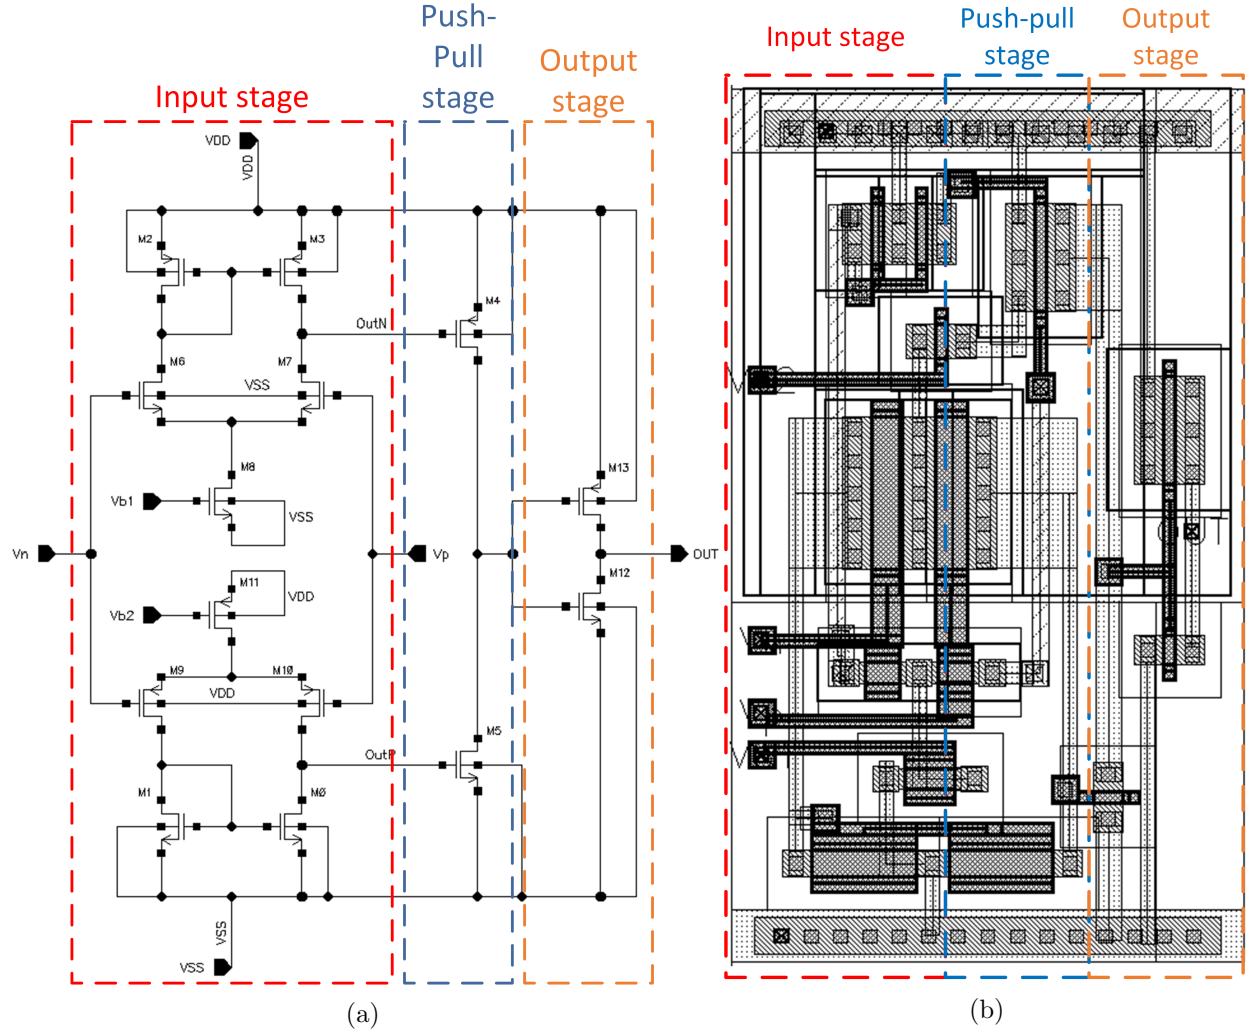 Push-
Pull
stage
Output
stage
Input stage
VDD
VDD
M2
M3
M4
OutN
M6
M7
VSS
M8
Vb1
VSS
M13
Vn
Vp
OUT
M11
VDD
Vb2
M12
M9
M10
VDD
M5
M1
M0
VSS
VSS
(a)
Input stage
Push-pull
stage
Output
stage
(b)